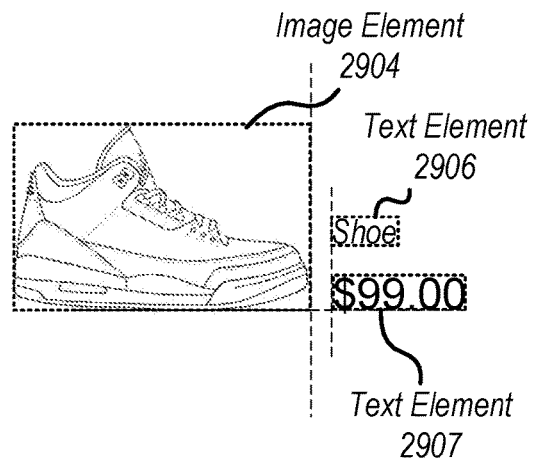 Image Element
2904
Text Element
2906
Shoe
$99.00
Text Element
2907